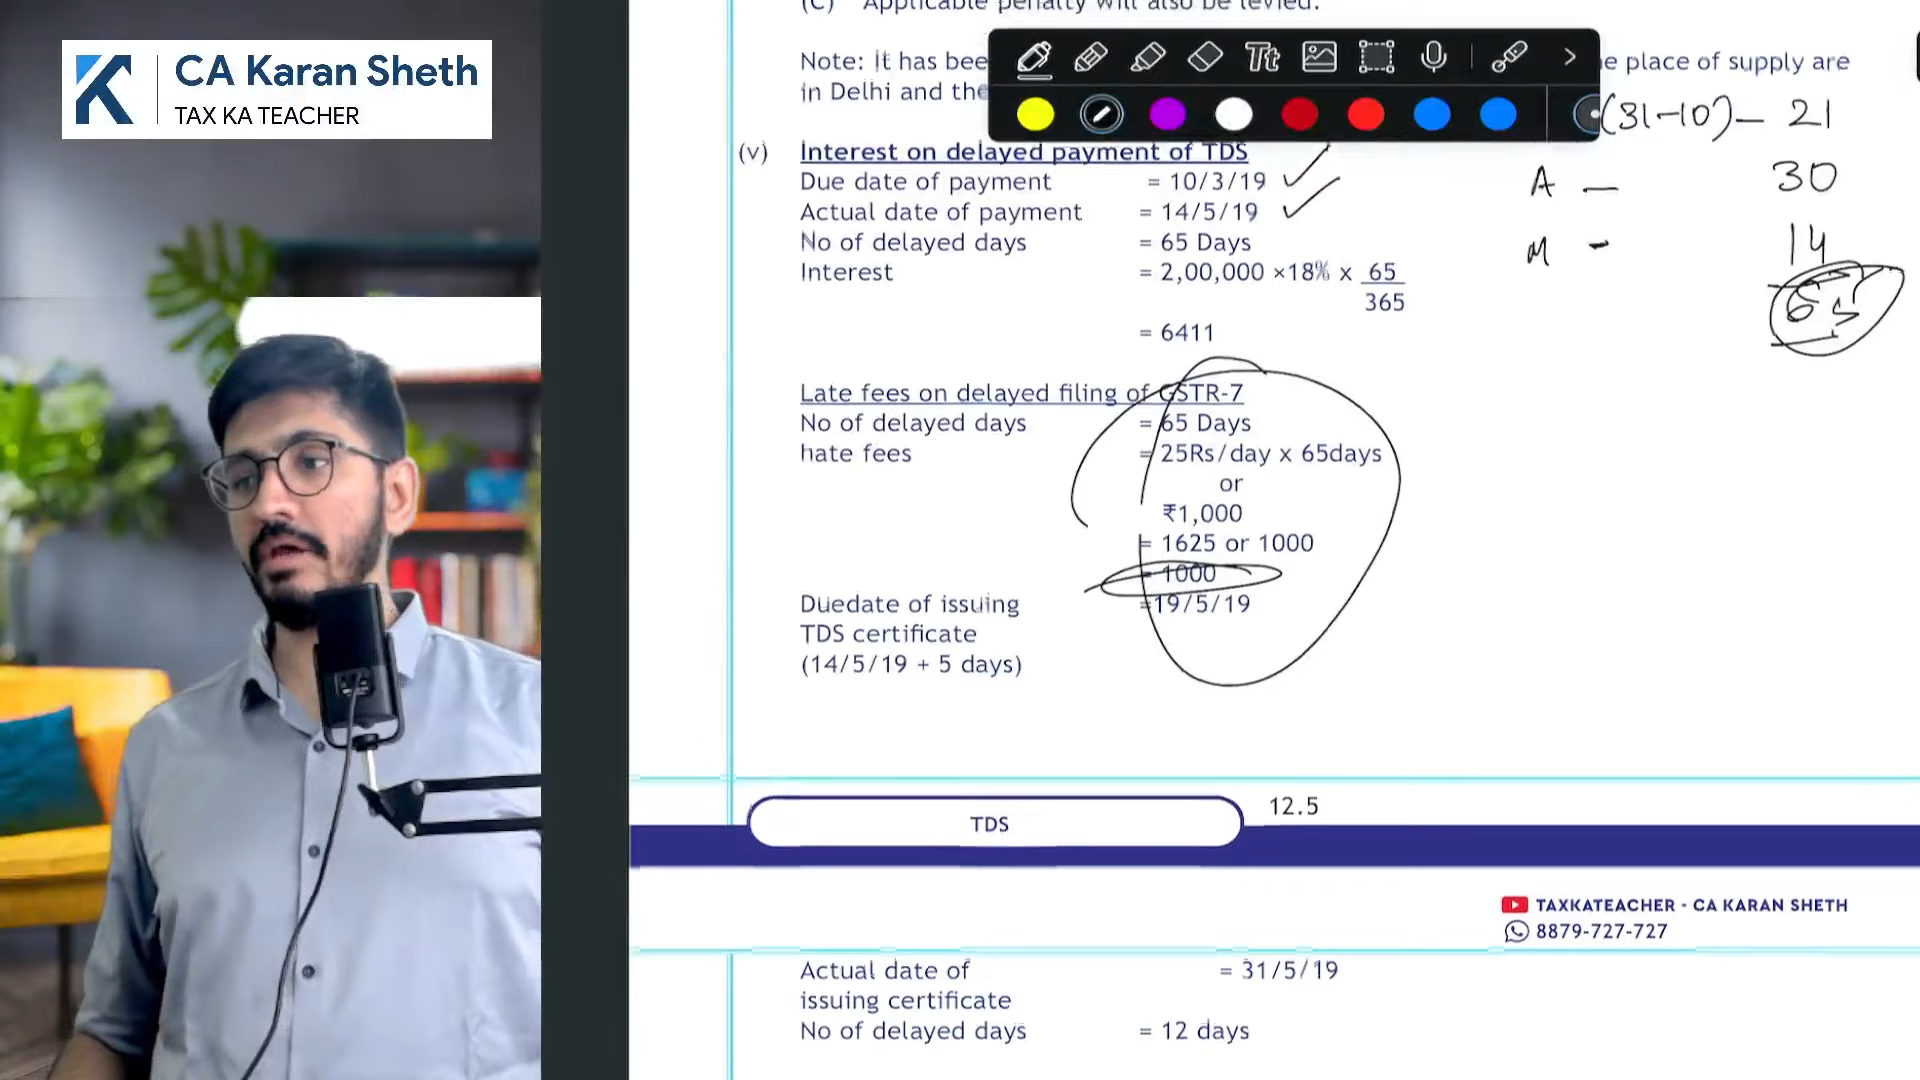 CA Karan Sheth
TAX KA TEACHER
(C) Applicable penalty will also be levied.
Note: it has bee
e place of supply are
in Delhi and the
(31-10) - 21
A - 30
M - 14
65
(v) Interest on delayed payment of TDS
Due date of payment = 10/3/19
Actual date of payment = 14/5/19
No of delayed days = 65 Days
Interest = 2,00,000 ×18% x 65
365
= 6411
Late fees on delayed filing of GSTR-7
No of delayed days = 65 Days
hate fees = 25Rs/day x 65days
or
₹1,000
= 1625 or 1000
= 1000
Duedate of issuing =19/5/19
TDS certificate
(14/5/19 + 5 days)
TDS
12.5
TAXKATEACHER - CA KARAN SHETH
8879-727-727
Actual date of = 31/5/19
issuing certificate
No of delayed days = 12 days
Tt